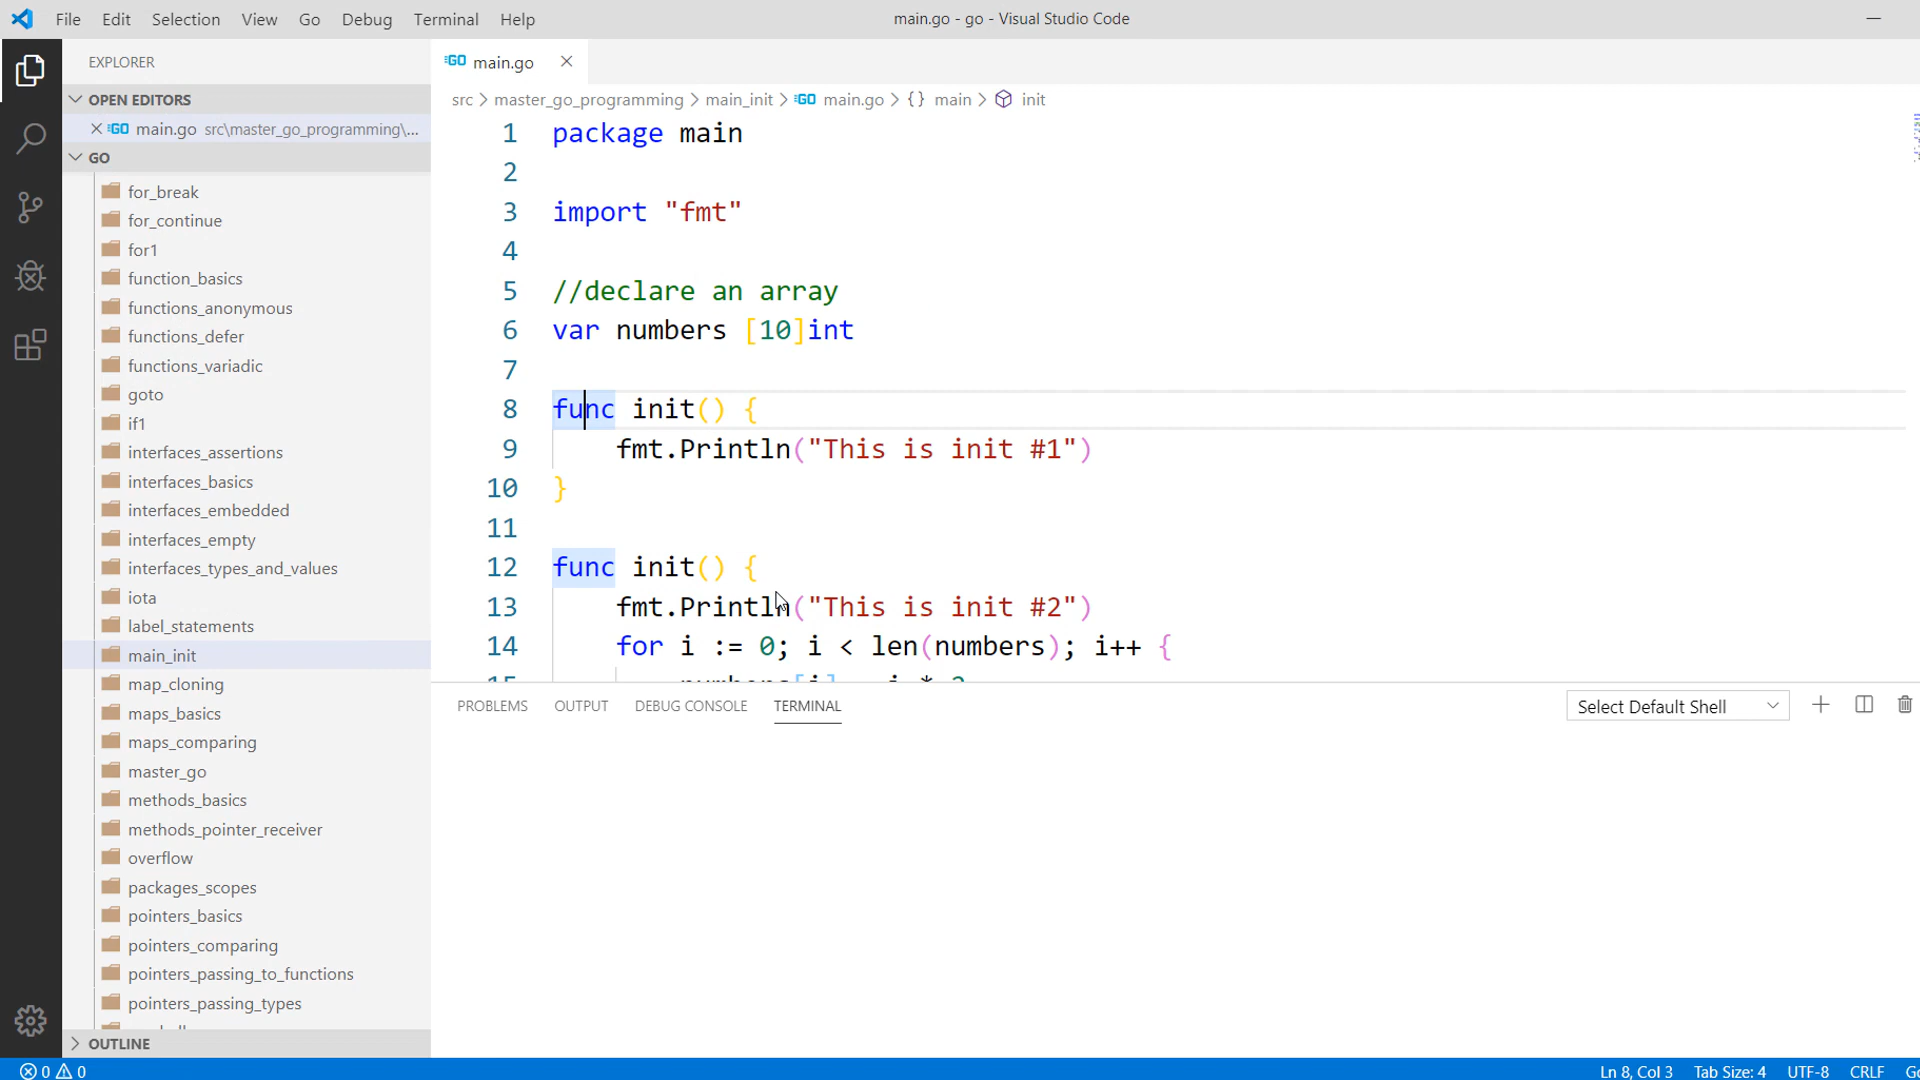 File Edit Selection View Go Debug Terminal Help
main.go - go - Visual Studio Code
EXPLORER
OPEN EDITORS
main.go src\master_go_programming\...
GO
for_break
for_continue
for1
function_basics
functions_anonymous
functions_defer
functions_variadic
goto
if1
interfaces_assertions
interfaces_basics
interfaces_embedded
interfaces_empty
interfaces_types_and_values
iota
label_statements
main_init
map_cloning
maps_basics
maps_comparing
master_go
methods_basics
methods_pointer_receiver
overflow
packages_scopes
pointers_basics
pointers_comparing
pointers_passing_to_functions
pointers_passing_types
OUTLINE
GO main.go
src > master_go_programming > main_init > GO main.go > {} main > init
1 package main
2
3 import "fmt"
4
5 //declare an array
6 var numbers [10]int
7
8 func init() {
9 fmt.Println("This is init #1")
10 }
11
12 func init() {
13 fmt.Println("This is init #2")
14 for i := 0; i < len(numbers); i++ {
PROBLEMS OUTPUT DEBUG CONSOLE TERMINAL
Select Default Shell
0 0
Ln 8, Col 3 Tab Size: 4 UTF-8 CRLF